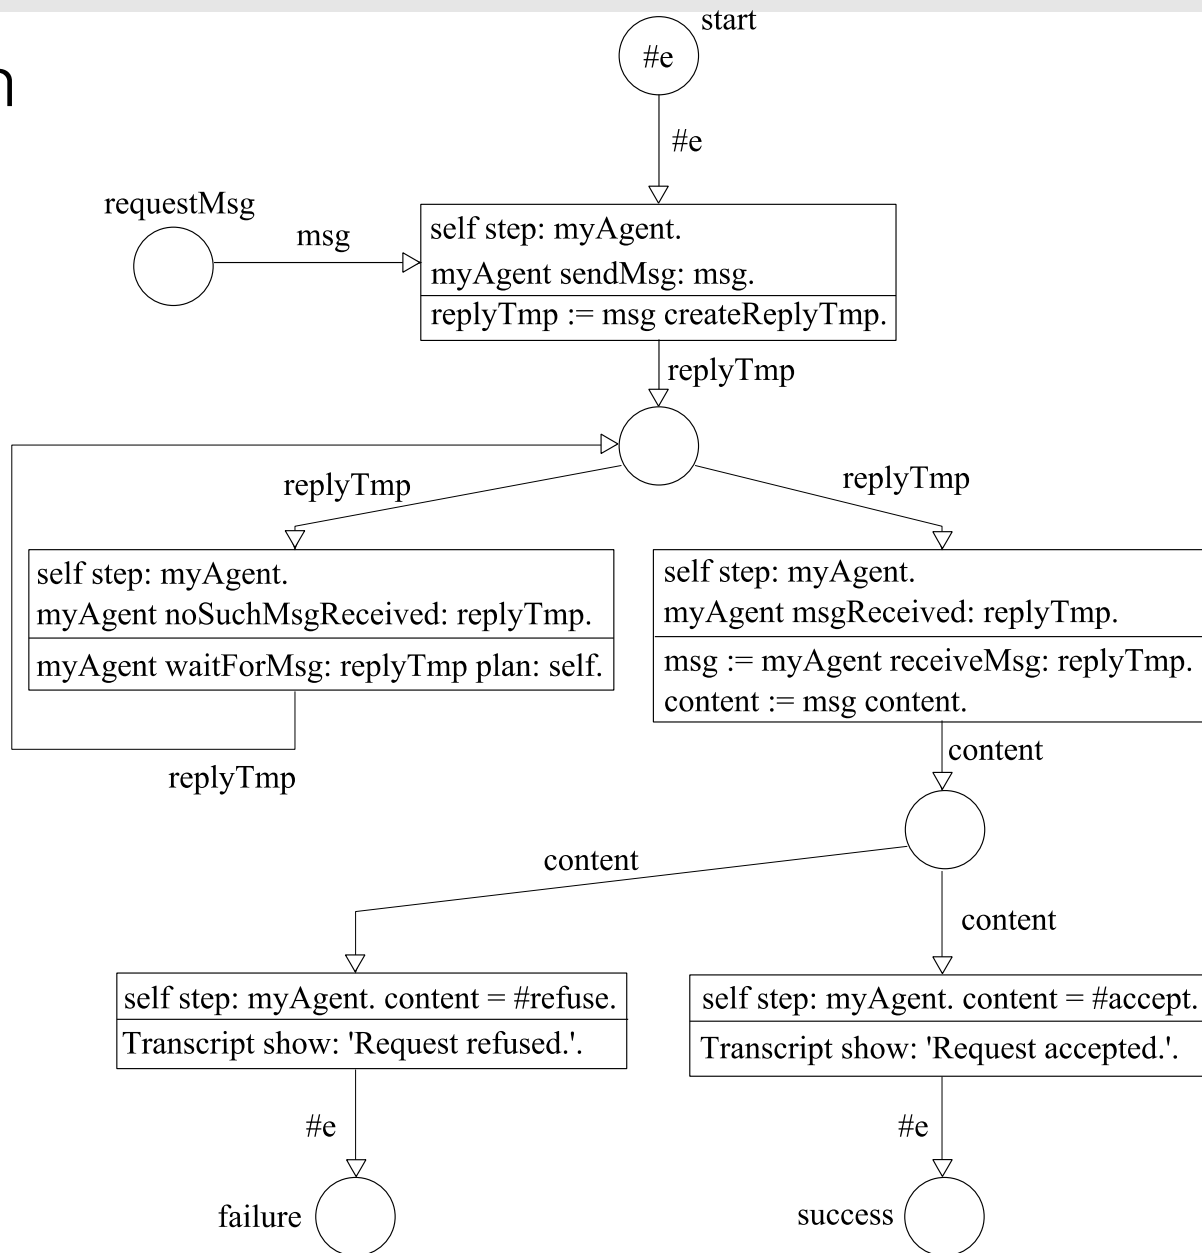 start
n
#e
#e
requestMsg
msg
self step: myAgent.
myAgent sendMsg: msg.
replyTmp := msg createReplyTmp.
replyTmp
replyTmp
replyTmp
self step: myAgent.
myAgent noSuchMsgReceived: replyTmp.
myAgent waitForMsg: replyTmp plan: self.
self step: myAgent.
myAgent msgReceived: replyTmp.
msg := myAgent receiveMsg: replyTmp.
content := msg content.
replyTmp
content
content
content
self step: myAgent. content = #refuse.
Transcript show: 'Request refused.'.
self step: myAgent. content = #accept.
Transcript show: 'Request accepted.'.
#e
#e
failure
success